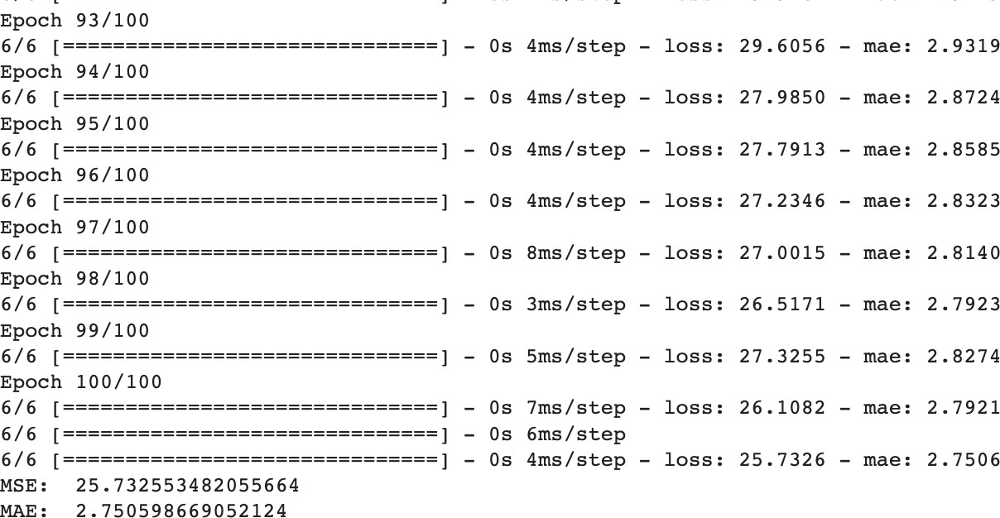 Epoch 93/100
6/6 [==============================] - 0s 4ms/step - loss: 29.6056 - mae: 2.9319
Epoch 94/100
6/6 [==============================] - 0s 4ms/step - loss: 27.9850 - mae: 2.8724
Epoch 95/100
6/6 [==============================] - 0s 4ms/step - loss: 27.7913 - mae: 2.8585
Epoch 96/100
6/6 [==============================] - 0s 4ms/step - loss: 27.2346 - mae: 2.8323
Epoch 97/100
6/6 [==============================] - 0s 8ms/step - loss: 27.0015 - mae: 2.8140
Epoch 98/100
6/6 [==============================] - 0s 3ms/step - loss: 26.5171 - mae: 2.7923
Epoch 99/100
6/6 [==============================] - 0s 5ms/step - loss: 27.3255 - mae: 2.8274
Epoch 100/100
6/6 [==============================] - 0s 7ms/step - loss: 26.1082 - mae: 2.7921
6/6 [==============================] - 0s 6ms/step
6/6 [==============================] - 0s 4ms/step - loss: 25.7326 - mae: 2.7506
MSE:  25.732553482055664
MAE:  2.750598669052124